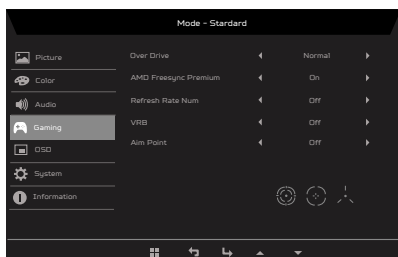 Mode - Stardard
Picture
Color
Audio
Gaming
OSD
System
Information
Over Drive
Normal
AMD Freesync Premium
On
Refresh Rate Num
Off
VRB
Off
Aim Point
Off